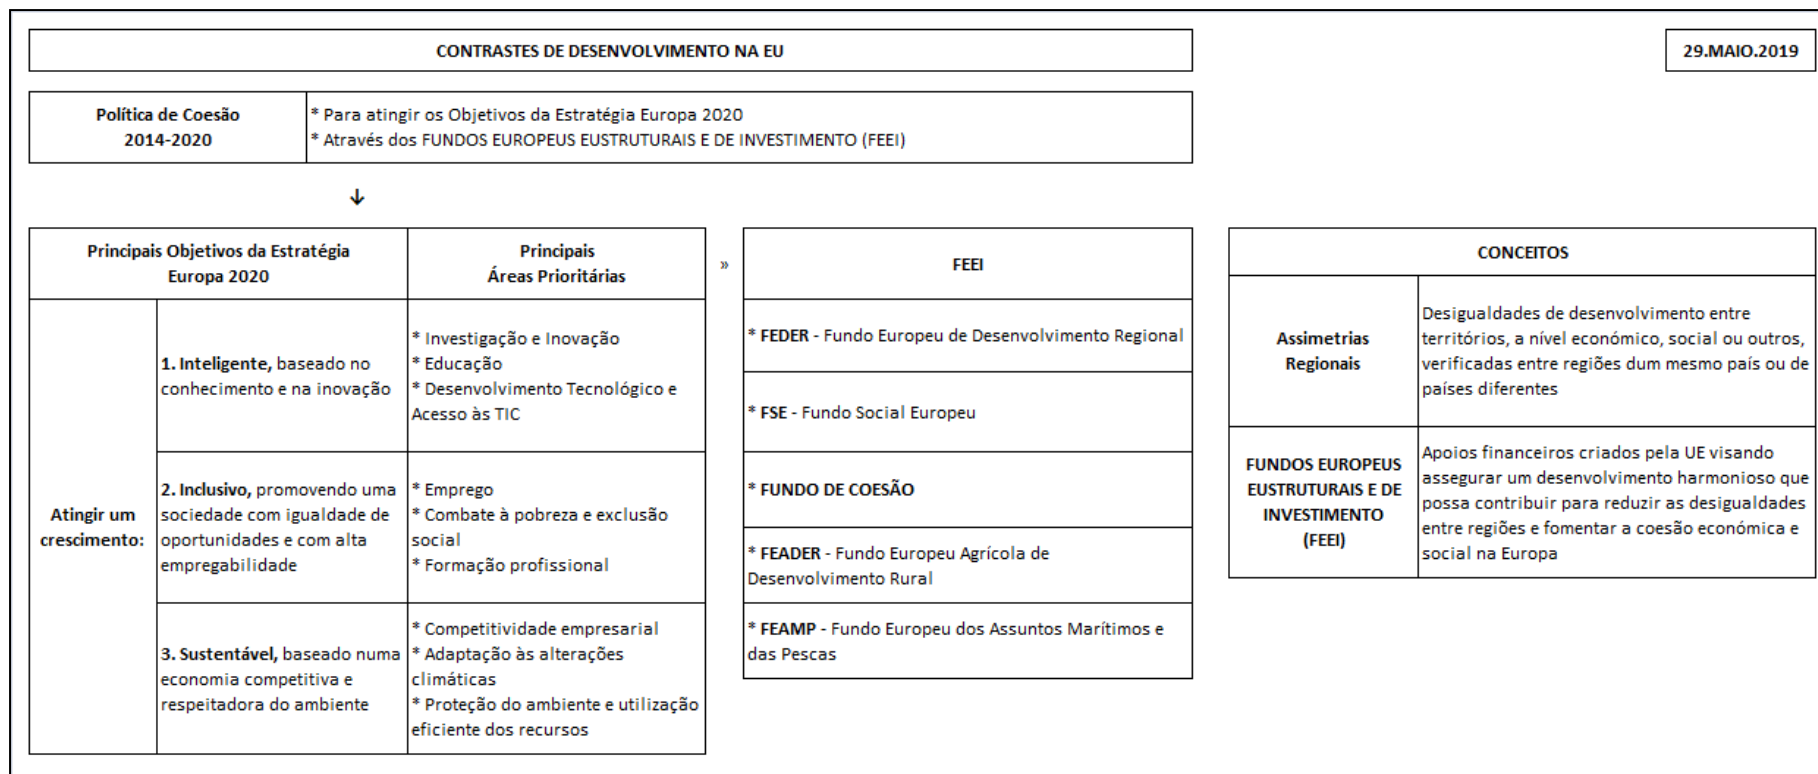 CONTRASTES DE DESENVOLVIMENTO NA EU
29.MAIO.2019
Política de Coesão
2014-2020
* Para atingir os Objetivos da Estratégia Europa 2020
* Através dos FUNDOS EUROPEUS EUSTRUTURAIS E DE INVESTIMENTO (FEEI)
↓
Principais Objetivos da Estratégia
Europa 2020
Principais
Áreas Prioritárias
Atingir um
crescimento:
1. Inteligente, baseado no
conhecimento e na inovação
* Investigação e Inovação
* Educação
* Desenvolvimento Tecnológico e
Acesso às TIC
2. Inclusivo, promovendo uma
sociedade com igualdade de
oportunidades e com alta
empregabilidade
* Emprego
* Combate à pobreza e exclusão
social
* Formação profissional
3. Sustentável, baseado numa
economia competitiva e
respeitadora do ambiente
* Competitividade empresarial
* Adaptação às alterações
climáticas
* Proteção do ambiente e utilização
eficiente dos recursos
»
FEEI
* FEDER - Fundo Europeu de Desenvolvimento Regional
* FSE - Fundo Social Europeu
* FUNDO DE COESÃO
* FEADER - Fundo Europeu Agrícola de
Desenvolvimento Rural
* FEAMP - Fundo Europeu dos Assuntos Marítimos e
das Pescas
CONCEITOS
Assimetrias
Regionais
Desigualdades de desenvolvimento entre
territórios, a nível económico, social ou outros,
verificadas entre regiões dum mesmo país ou de
países diferentes
FUNDOS EUROPEUS
EUSTRUTURAIS E DE
INVESTIMENTO
(FEEI)
Apoios financeiros criados pela UE visando
assegurar um desenvolvimento harmonioso que
possa contribuir para reduzir as desigualdades
entre regiões e fomentar a coesão económica e
social na Europa